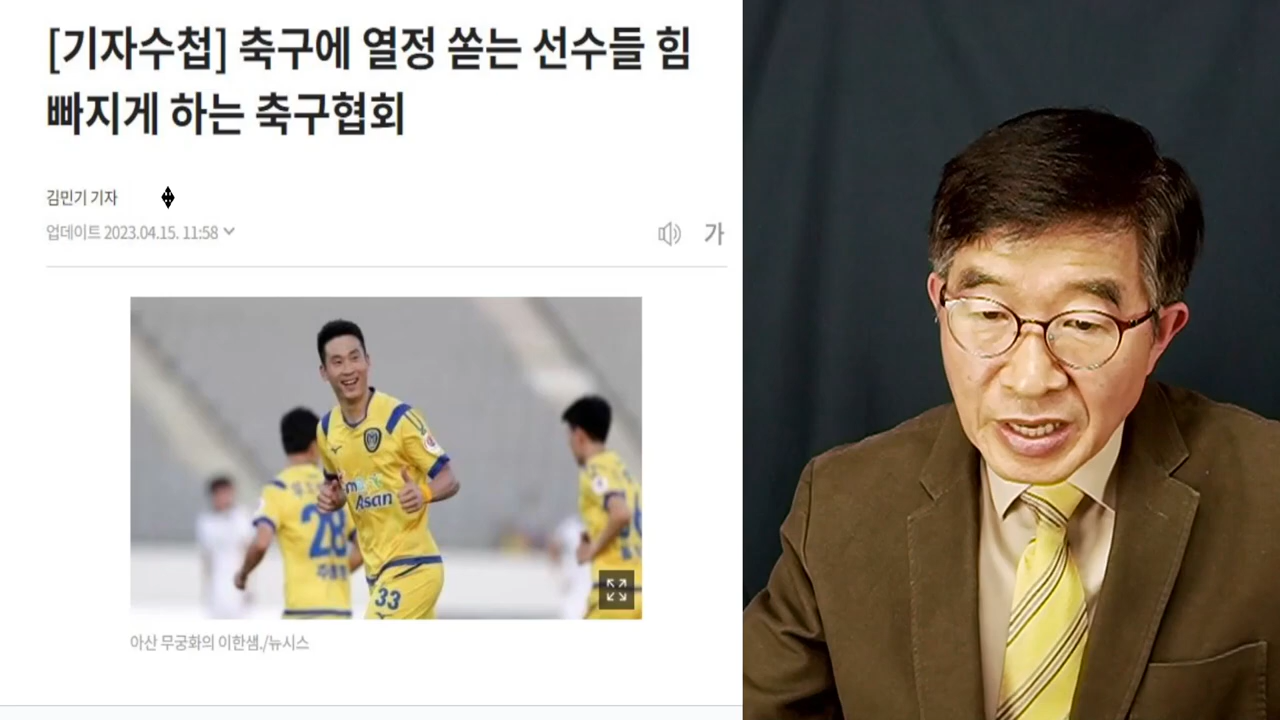 [기자수첩] 축구에 열정 쏟는 선수들 힘
빠지게 하는 축구협회
김민기 기자
업데이트 2023.04.15. 11:58
가
28
Asan
33
아산 무궁화의 이한샘./뉴시스